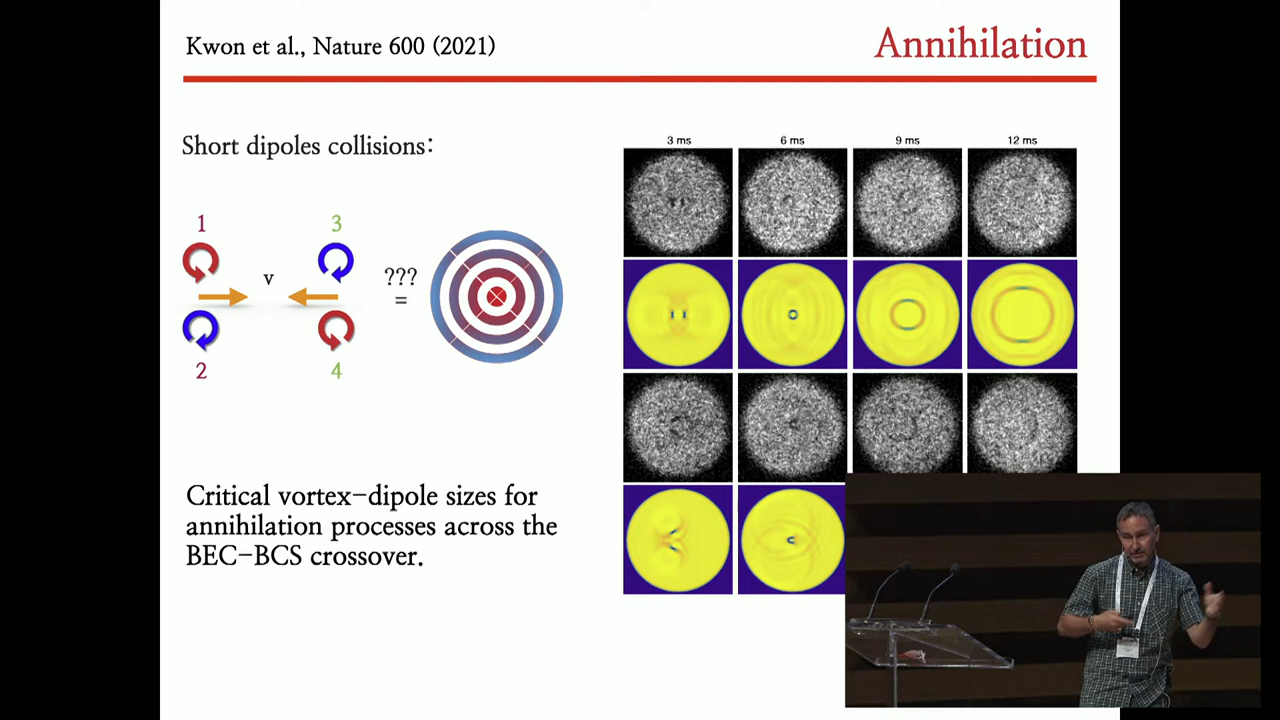 Kwon et al., Nature 600 (2021)
Annihilation
Short dipoles collisions:
3 ms
6 ms
9 ms
12 ms
1
3
v
???
=
2
4
Critical vortex-dipole sizes for
annihilation processes across the
BEC-BCS crossover.